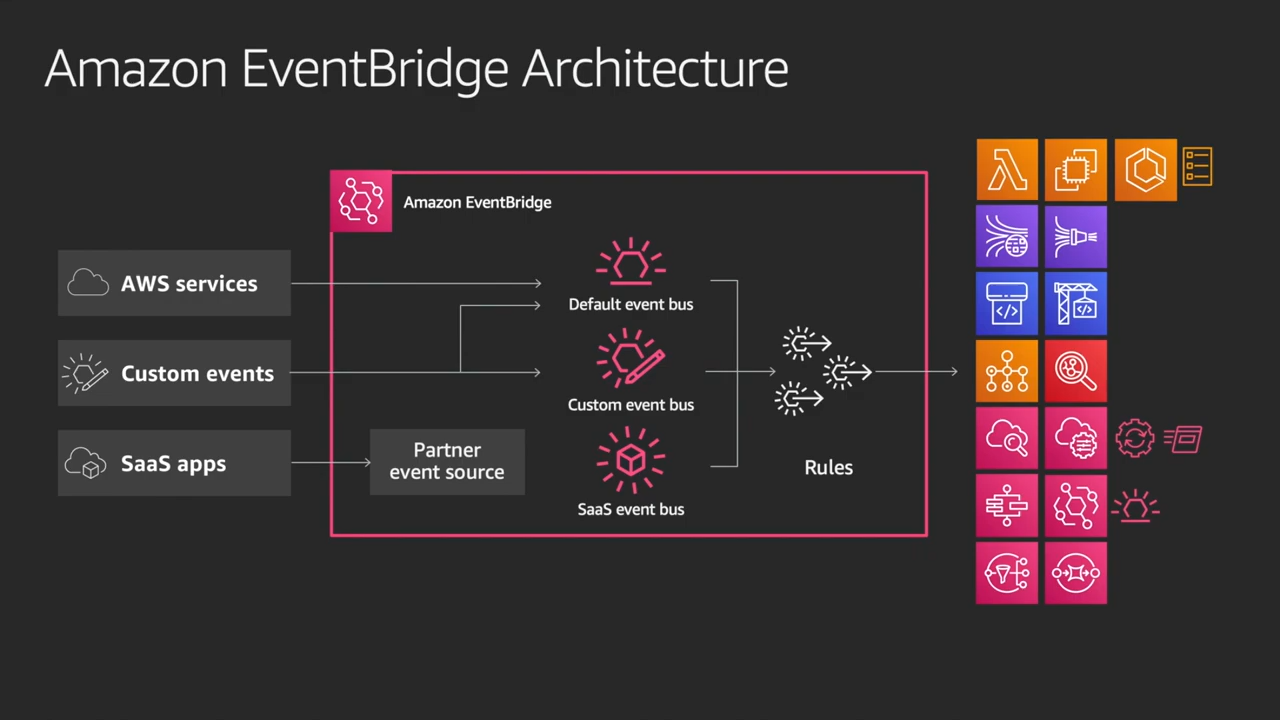 Amazon EventBridge Architecture
Amazon EventBridge
AWS services
Custom events
SaaS apps
Partner
event source
Default event bus
Custom event bus
SaaS event bus
Rules